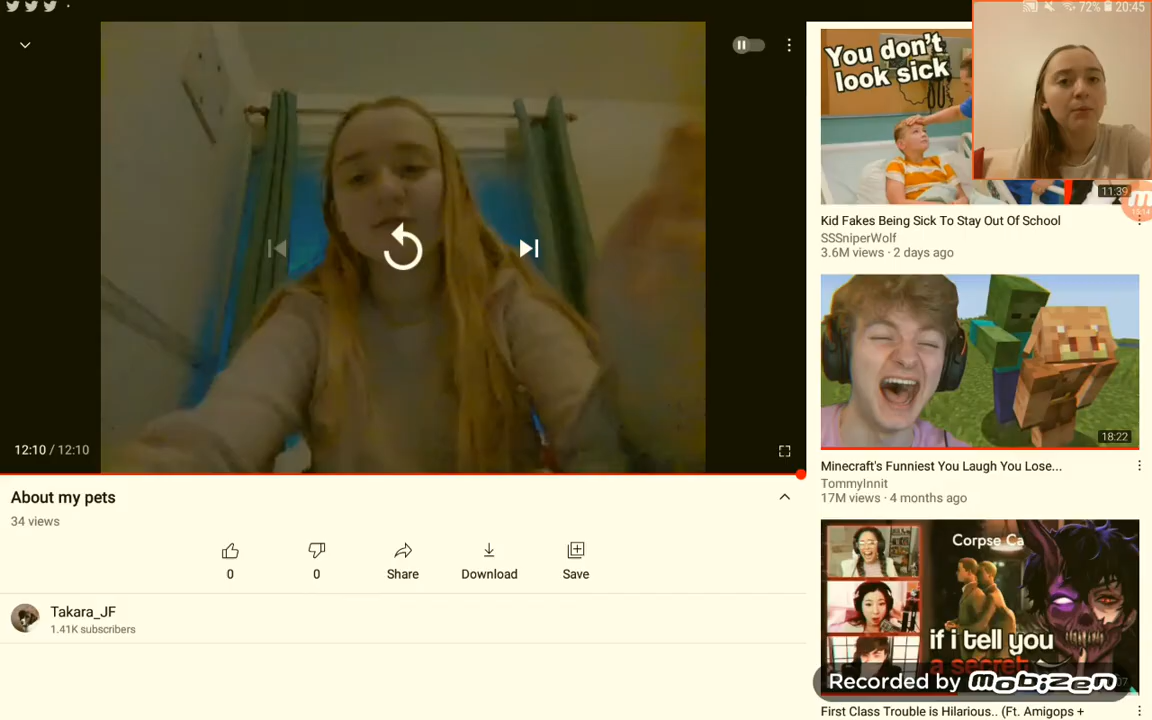 72% 20:45
12:10 / 12:10
About my pets
34 views
0
0
Share
Download
Save
Takara_JF
1.41K subscribers
You don't
look sick
11:39
Kid Fakes Being Sick To Stay Out Of School
SSSniperWolf
3.6M views · 2 days ago
18:22
Minecraft's Funniest You Laugh You Lose...
TommyInnit
17M views · 4 months ago
Corpse Ca
if i tell you
a secret
Recorded by mobizen
First Class Trouble is Hilarious.. (Ft. Amigops +